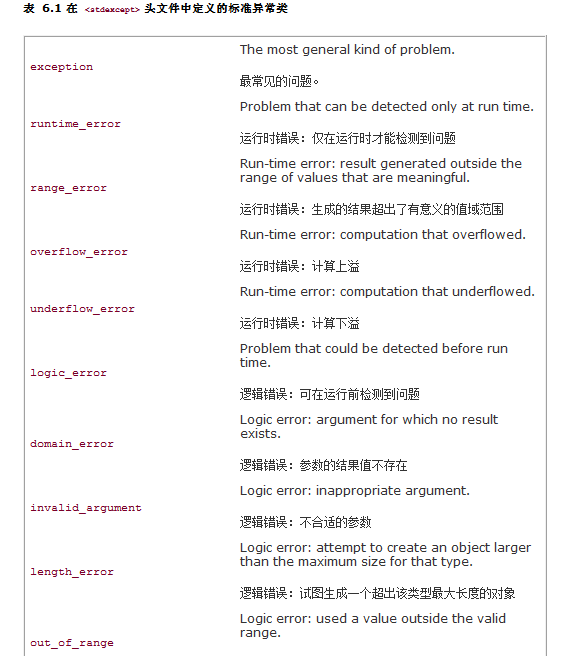 表 6.1 在 <stdexcept> 头文件中定义的标准异常类
The most general kind of problem.
exception
最常见的问题。
Problem that can be detected only at run time.
runtime_error
运行时错误：仅在运行时才能检测到问题
Run-time error: result generated outside the
range of values that are meaningful.
range_error
运行时错误：生成的结果超出了有意义的值域范围
Run-time error: computation that overflowed.
overflow_error
运行时错误：计算上溢
Run-time error: computation that underflowed.
underflow_error
运行时错误：计算下溢
Problem that could be detected before run
time.
logic_error
逻辑错误：可在运行前检测到问题
Logic error: argument for which no result
exists.
domain_error
逻辑错误：参数的结果值不存在
Logic error: inappropriate argument.
invalid_argument
逻辑错误：不合适的参数
Logic error: attempt to create an object larger
than the maximum size for that type.
length_error
逻辑错误：试图生成一个超出该类型最大长度的对象
Logic error: used a value outside the valid
range.
out_of_range